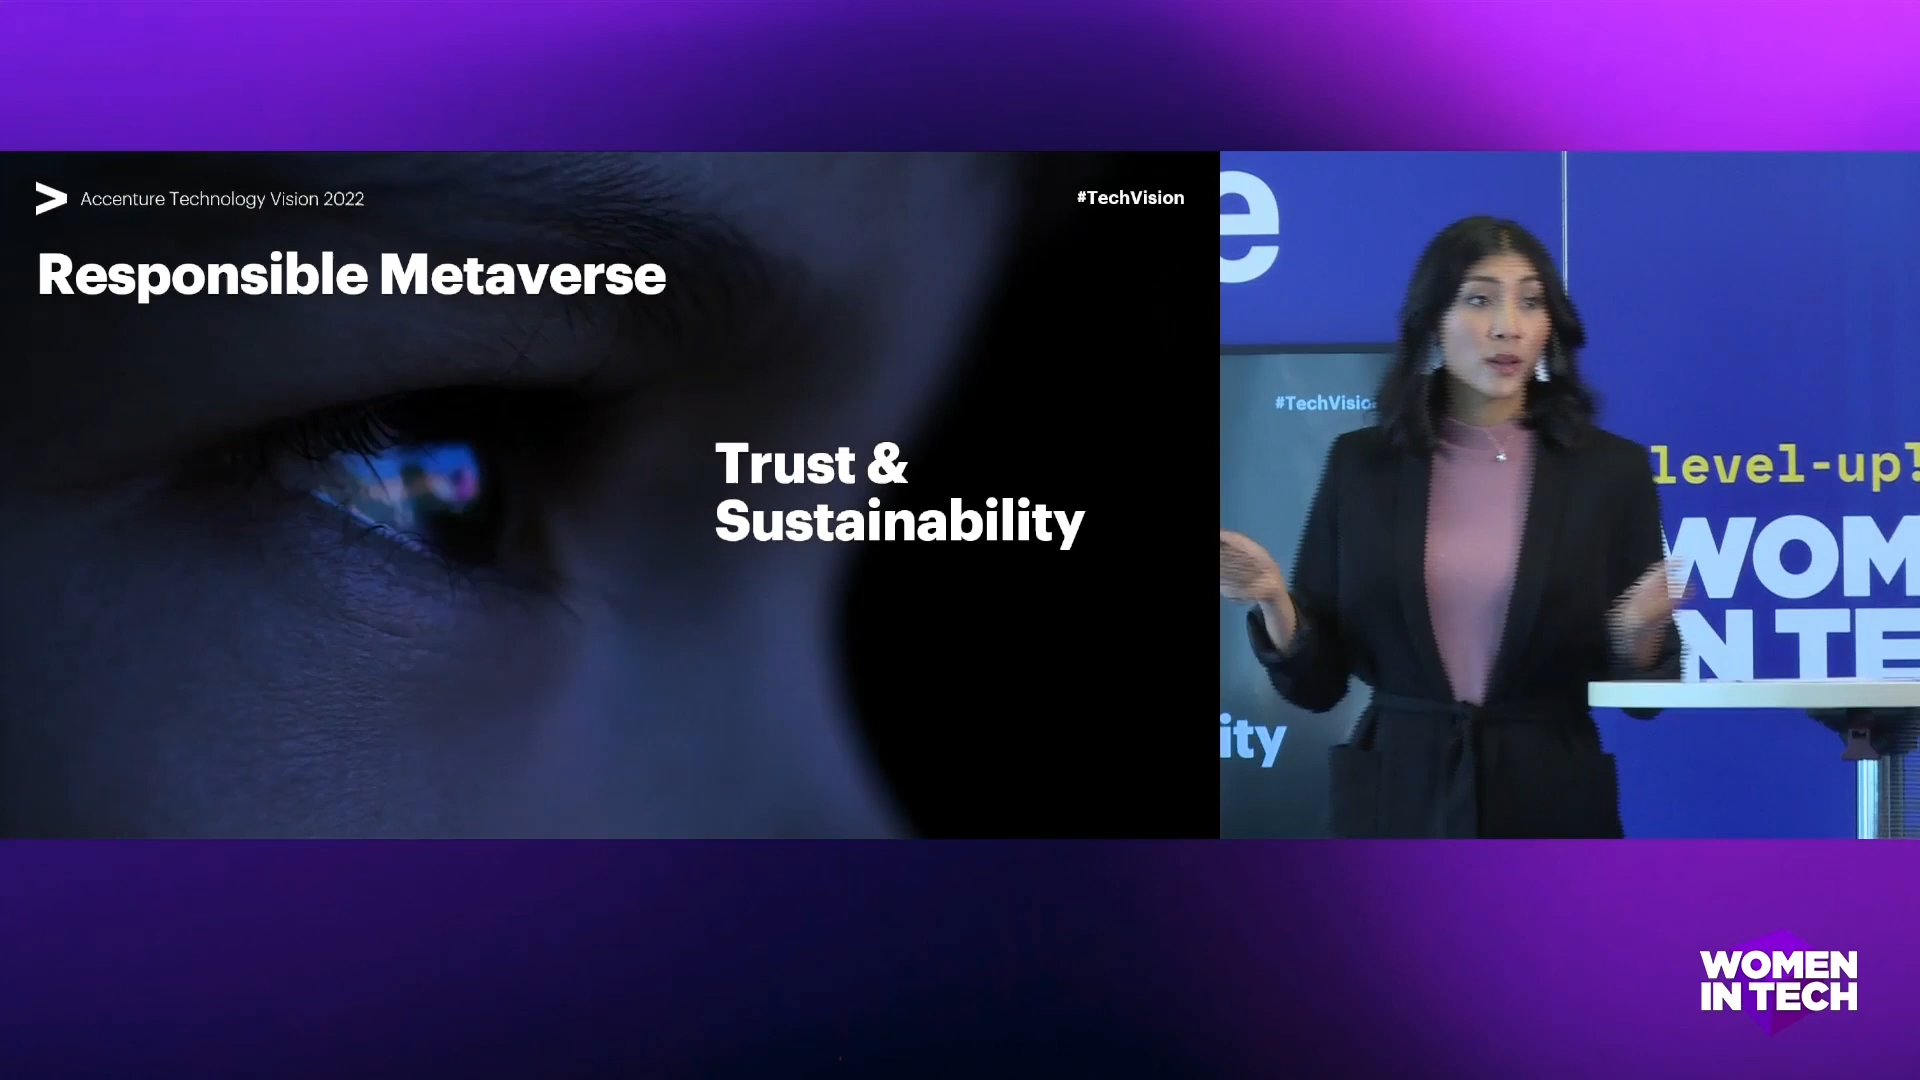 Accenture Technology Vision 2022
#TechVision
Responsible Metaverse
Trust &
Sustainability
e
#TechVisio
level-up!
WOM
N TE
ity
WOMEN
IN TECH